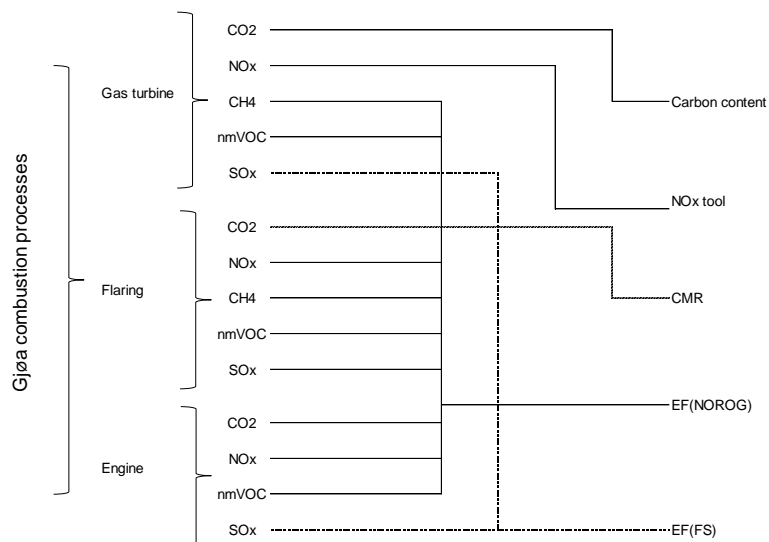 Gjøa combustion processes
Gas turbine
CO2
NOx
CH4
nmVOC
SOx
Flaring
CO2
NOx
CH4
nmVOC
SOx
Engine
CO2
NOx
nmVOC
SOx
Carbon content
NOx tool
CMR
EF(NOROG)
EF(FS)